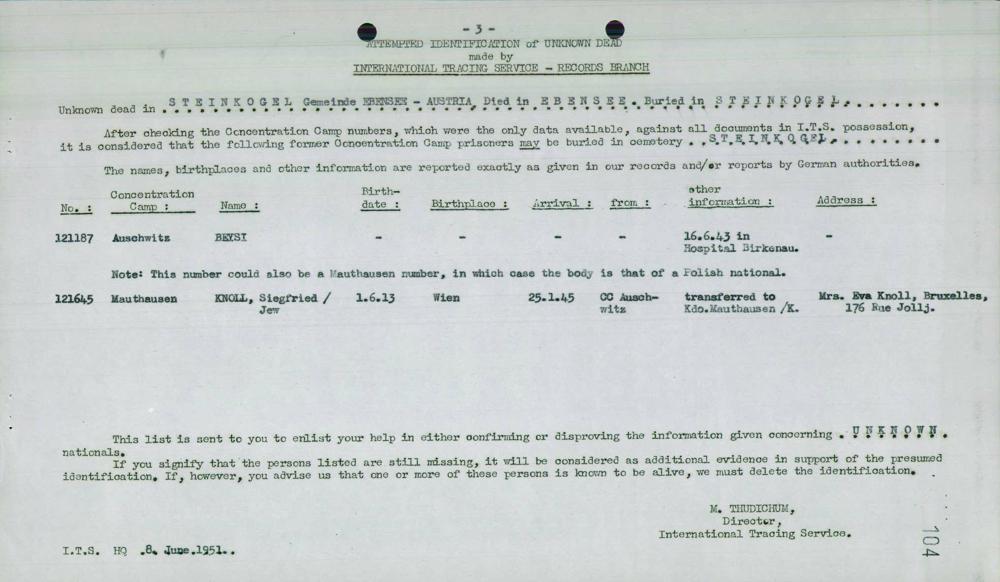 - 3 -
ATTEMPTED IDENTIFICATION of UNKNOWN DEAD
made by
INTERNATIONAL TRACING SERVICE - RECORDS BRANCH
Unknown dead in . S T E I N K O G E L Gemeinde EBENSEE - AUSTRIA, Died in E B E N S E E . Buried in S T E I N K O G E L. . . . . . . . .
After checking the Concentration Camp numbers, which were the only data available, against all documents in I.T.S. possession,
it is considered that the following former Concentration Camp prisoners may be buried in cemetery . . S T E I N K O G E L. . . . . . . . .
The names, birthplaces and other information are reported exactly as given in our records and/or reports by German authorities.
No. : Concentration Camp : Name : Birth-date : Birthplace : Arrival : from : other information : Address :
121187 Auschwitz BEYSI - - - - 16.6.43 in -
Hospital Birkenau.
Note: This number could also be a Mauthausen number, in which case the body is that of a Polish national.
121645 Mauthausen KNOLL, Siegfried / 1.6.13 Wien 25.1.45 CC Ausch- transferred to Mrs. Eva Knoll, Bruxelles,
Jew witz Kdo.Mauthausen /K. 176 Rue Jollj.
This list is sent to you to enlist your help in either confirming or disproving the information given concerning . U N K N O W N .
nationals.
If you signify that the persons listed are still missing, it will be considered as additional evidence in support of the presumed
identification. If, however, you advise us that one or more of these persons is known to be alive, we must delete the identification.
M. THUDICHUM,
Director,
International Tracing Service.
I.T.S. HQ .8. June.1951..
104